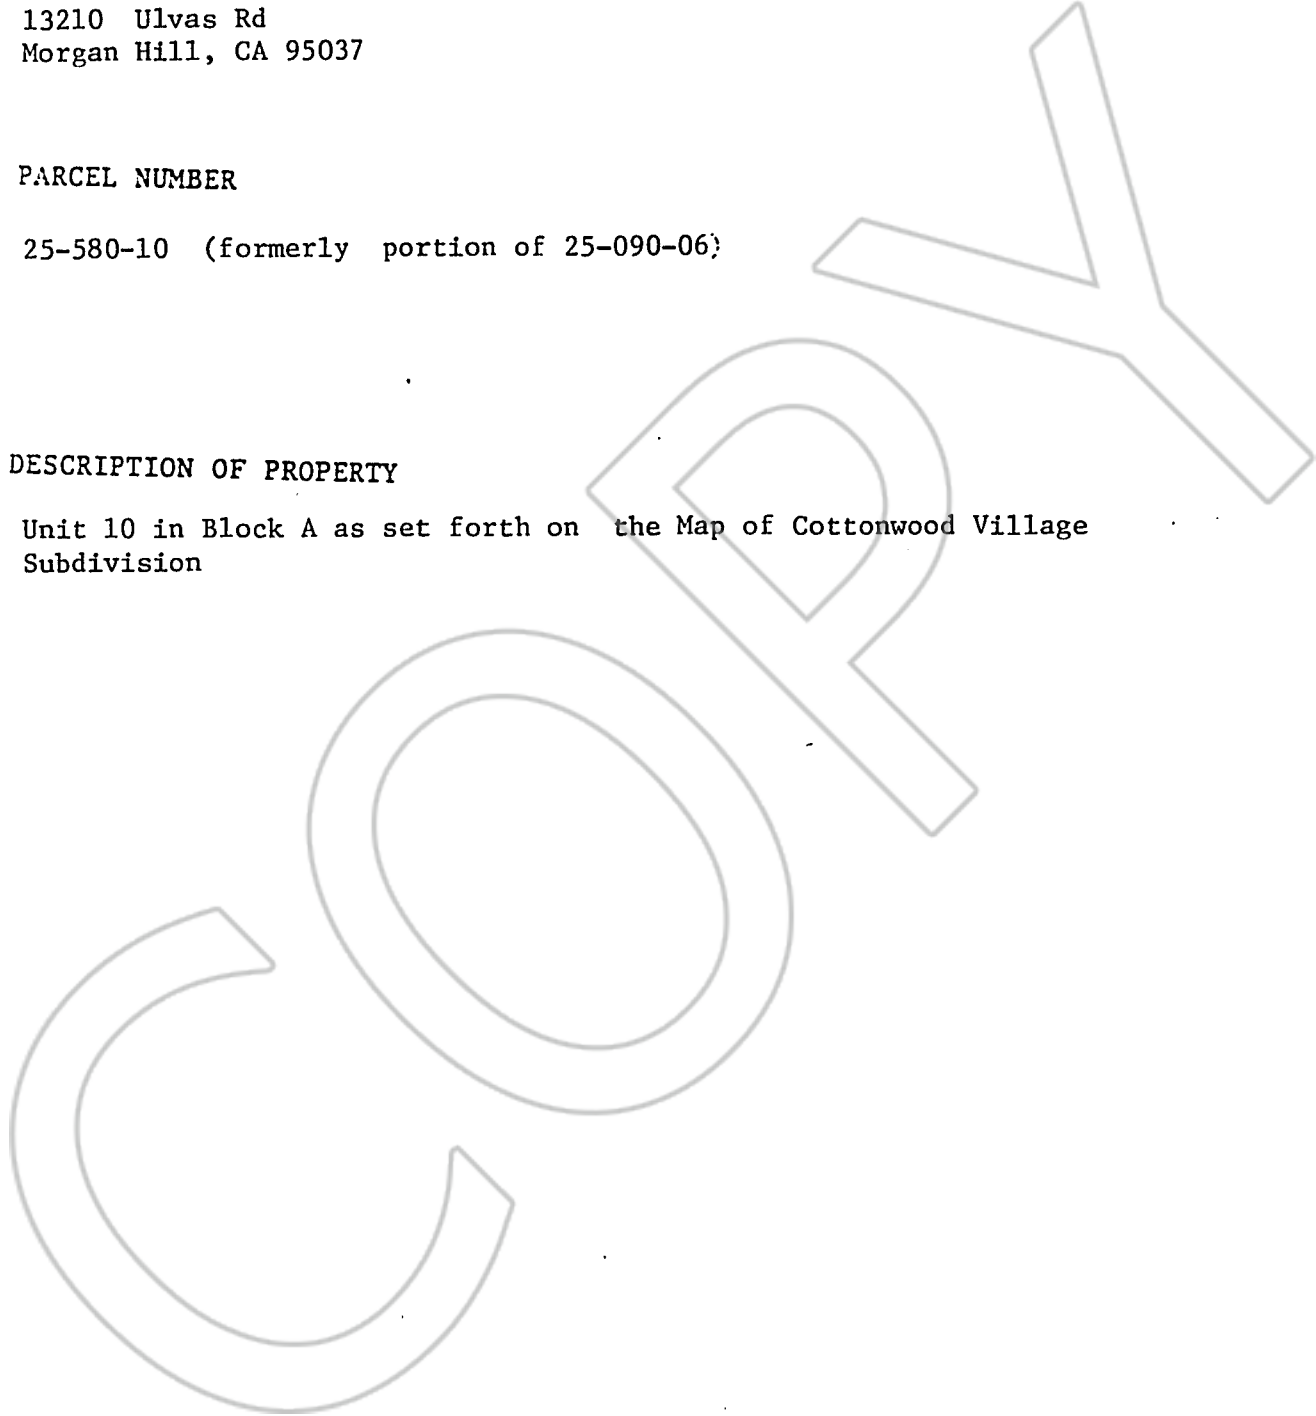 13210 Ulvas Rd
Morgan Hill, CA 95037
PARCEL NUMBER
25-580-10 (formerly portion of 25-090-06)
DESCRIPTION OF PROPERTY
Unit 10 in Block A as set forth on the Map of Cottonwood Village
Subdivision
COPY